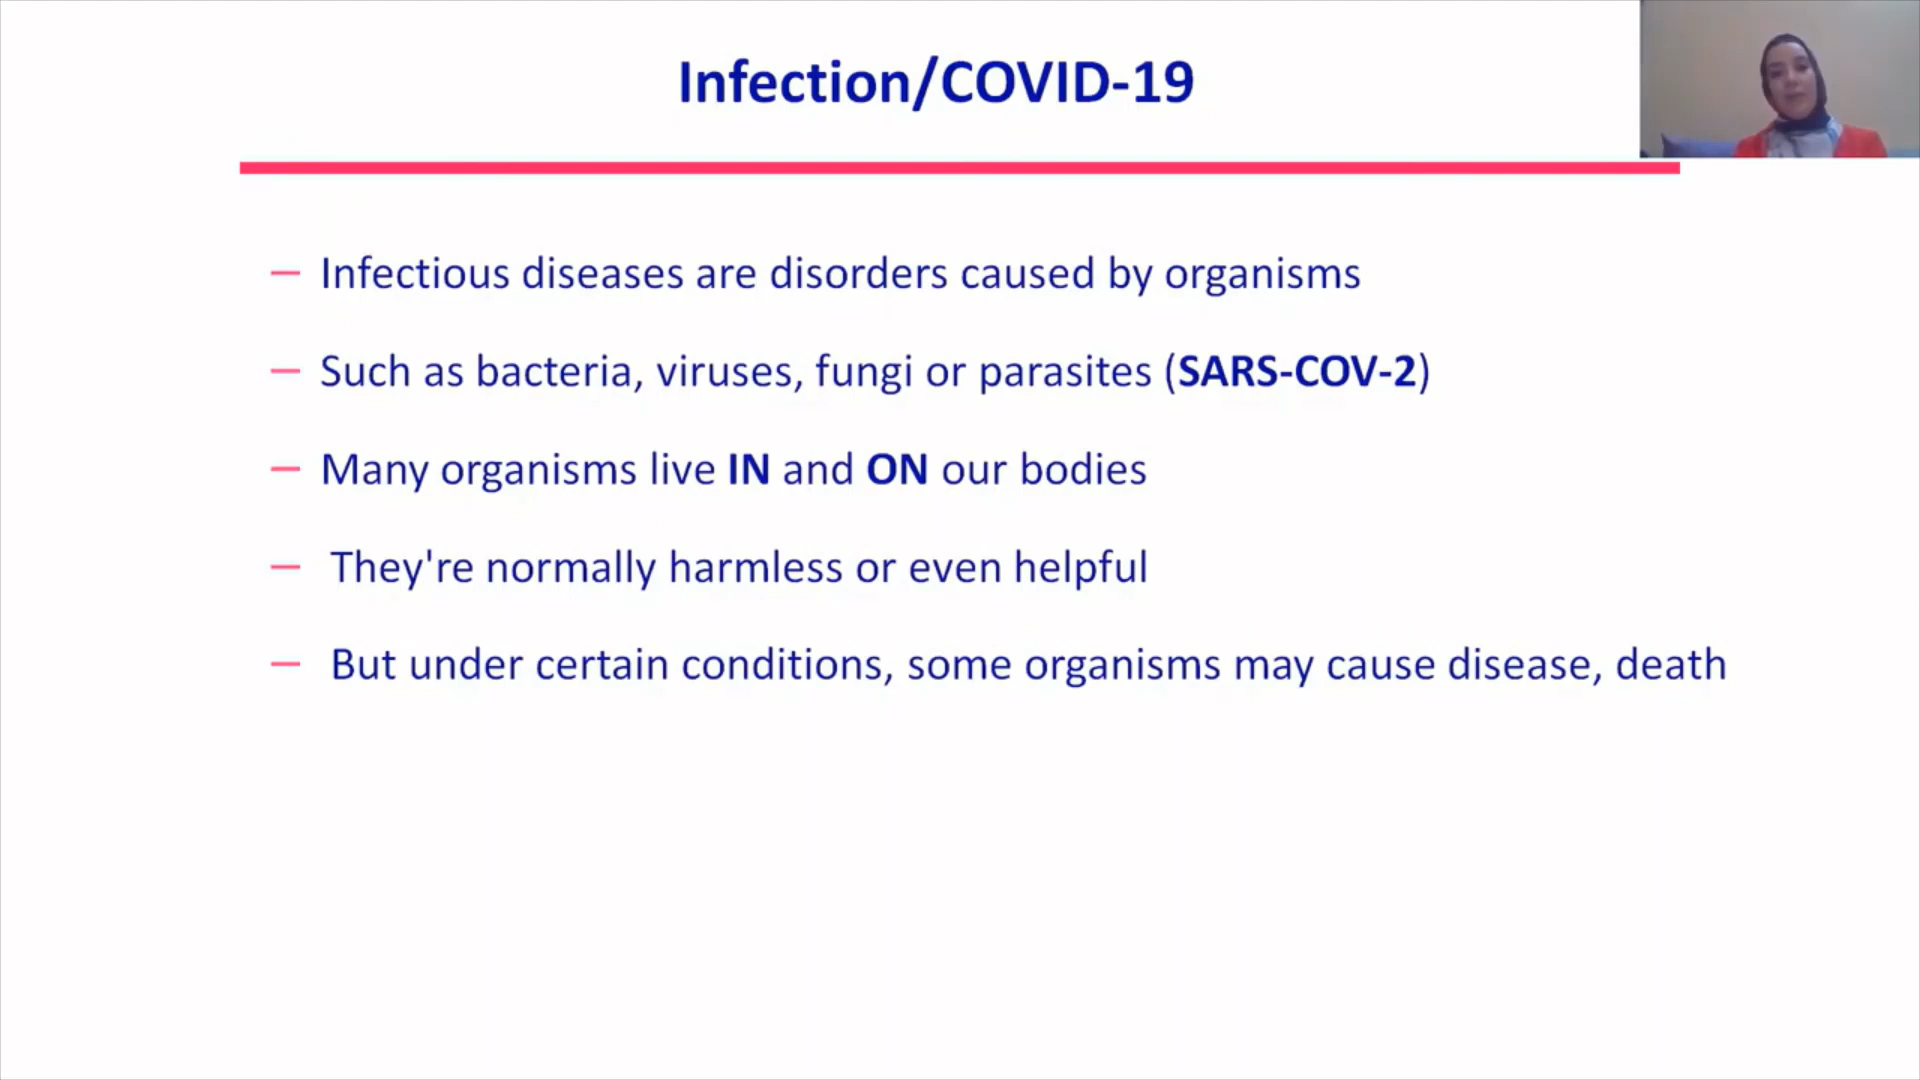 Infection/COVID-19
– Infectious diseases are disorders caused by organisms
– Such as bacteria, viruses, fungi or parasites (SARS-COV-2)
– Many organisms live IN and ON our bodies
– They're normally harmless or even helpful
– But under certain conditions, some organisms may cause disease, death